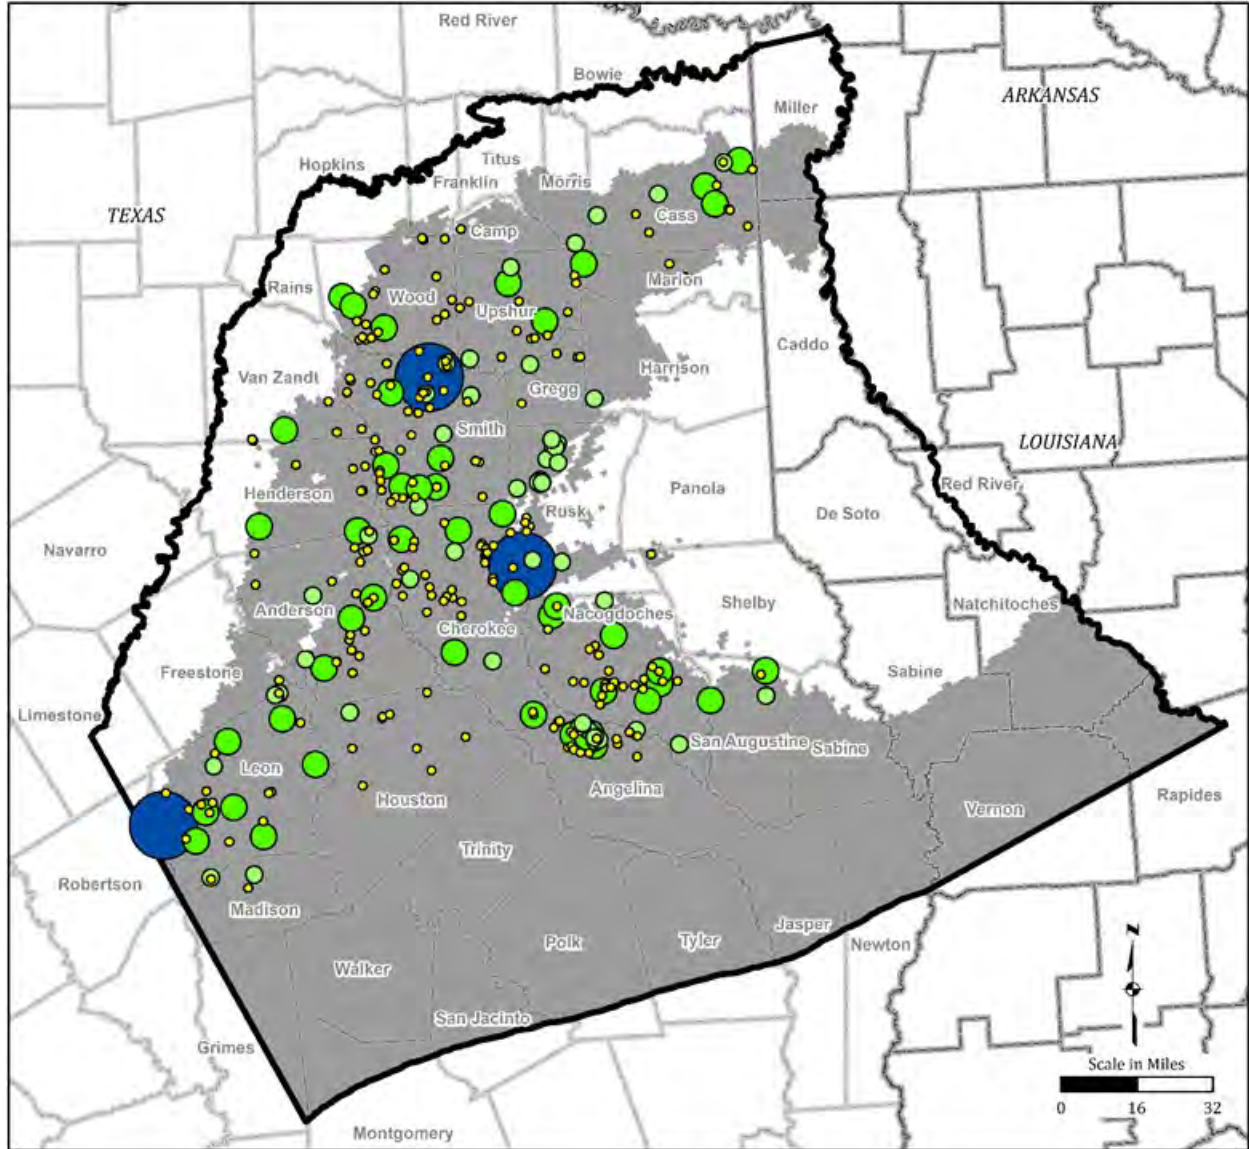 Red River
Bowie
ARKANSAS
Miller
Titus
Hopkins
Franklin
Morris
TEXAS
Cass
Camp
Marion
Rains
Wood
Upshur
Caddo
Van Zandt
Harrison
Gregg
Smith
LOUISIANA
Henderson
Panola
Red River
Rusk
De Soto
Navarro
Shelby
Natchitoches
Anderson
Nacogdoches
Cherokee
Freestone
Sabine
Limestone
San Augustine
Sabine
Leon
Angelina
Houston
Rapides
Vernon
Trinity
Robertson
Madison
Jasper
Polk
Tyler
Newton
N
Walker
San Jacinto
Grimes
Scale in Miles
0 16 32
Montgomery